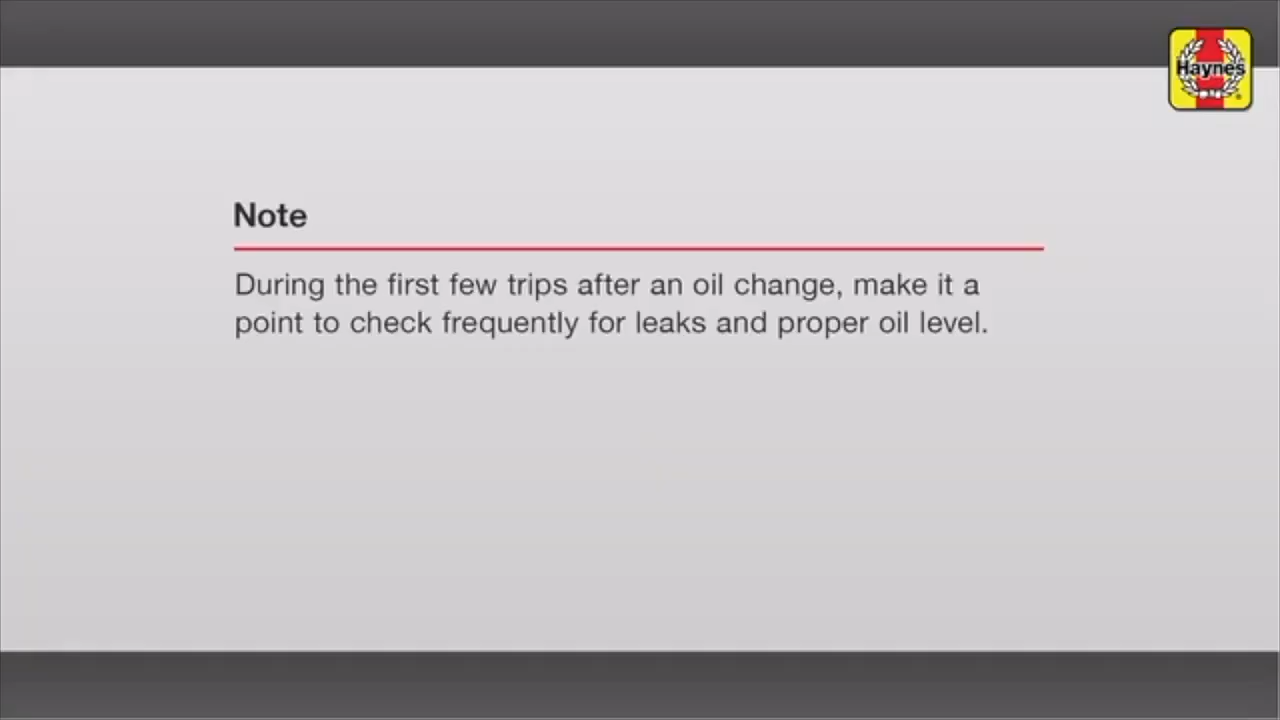 Haynes
Note
During the first few trips after an oil change, make it a
point to check frequently for leaks and proper oil level.